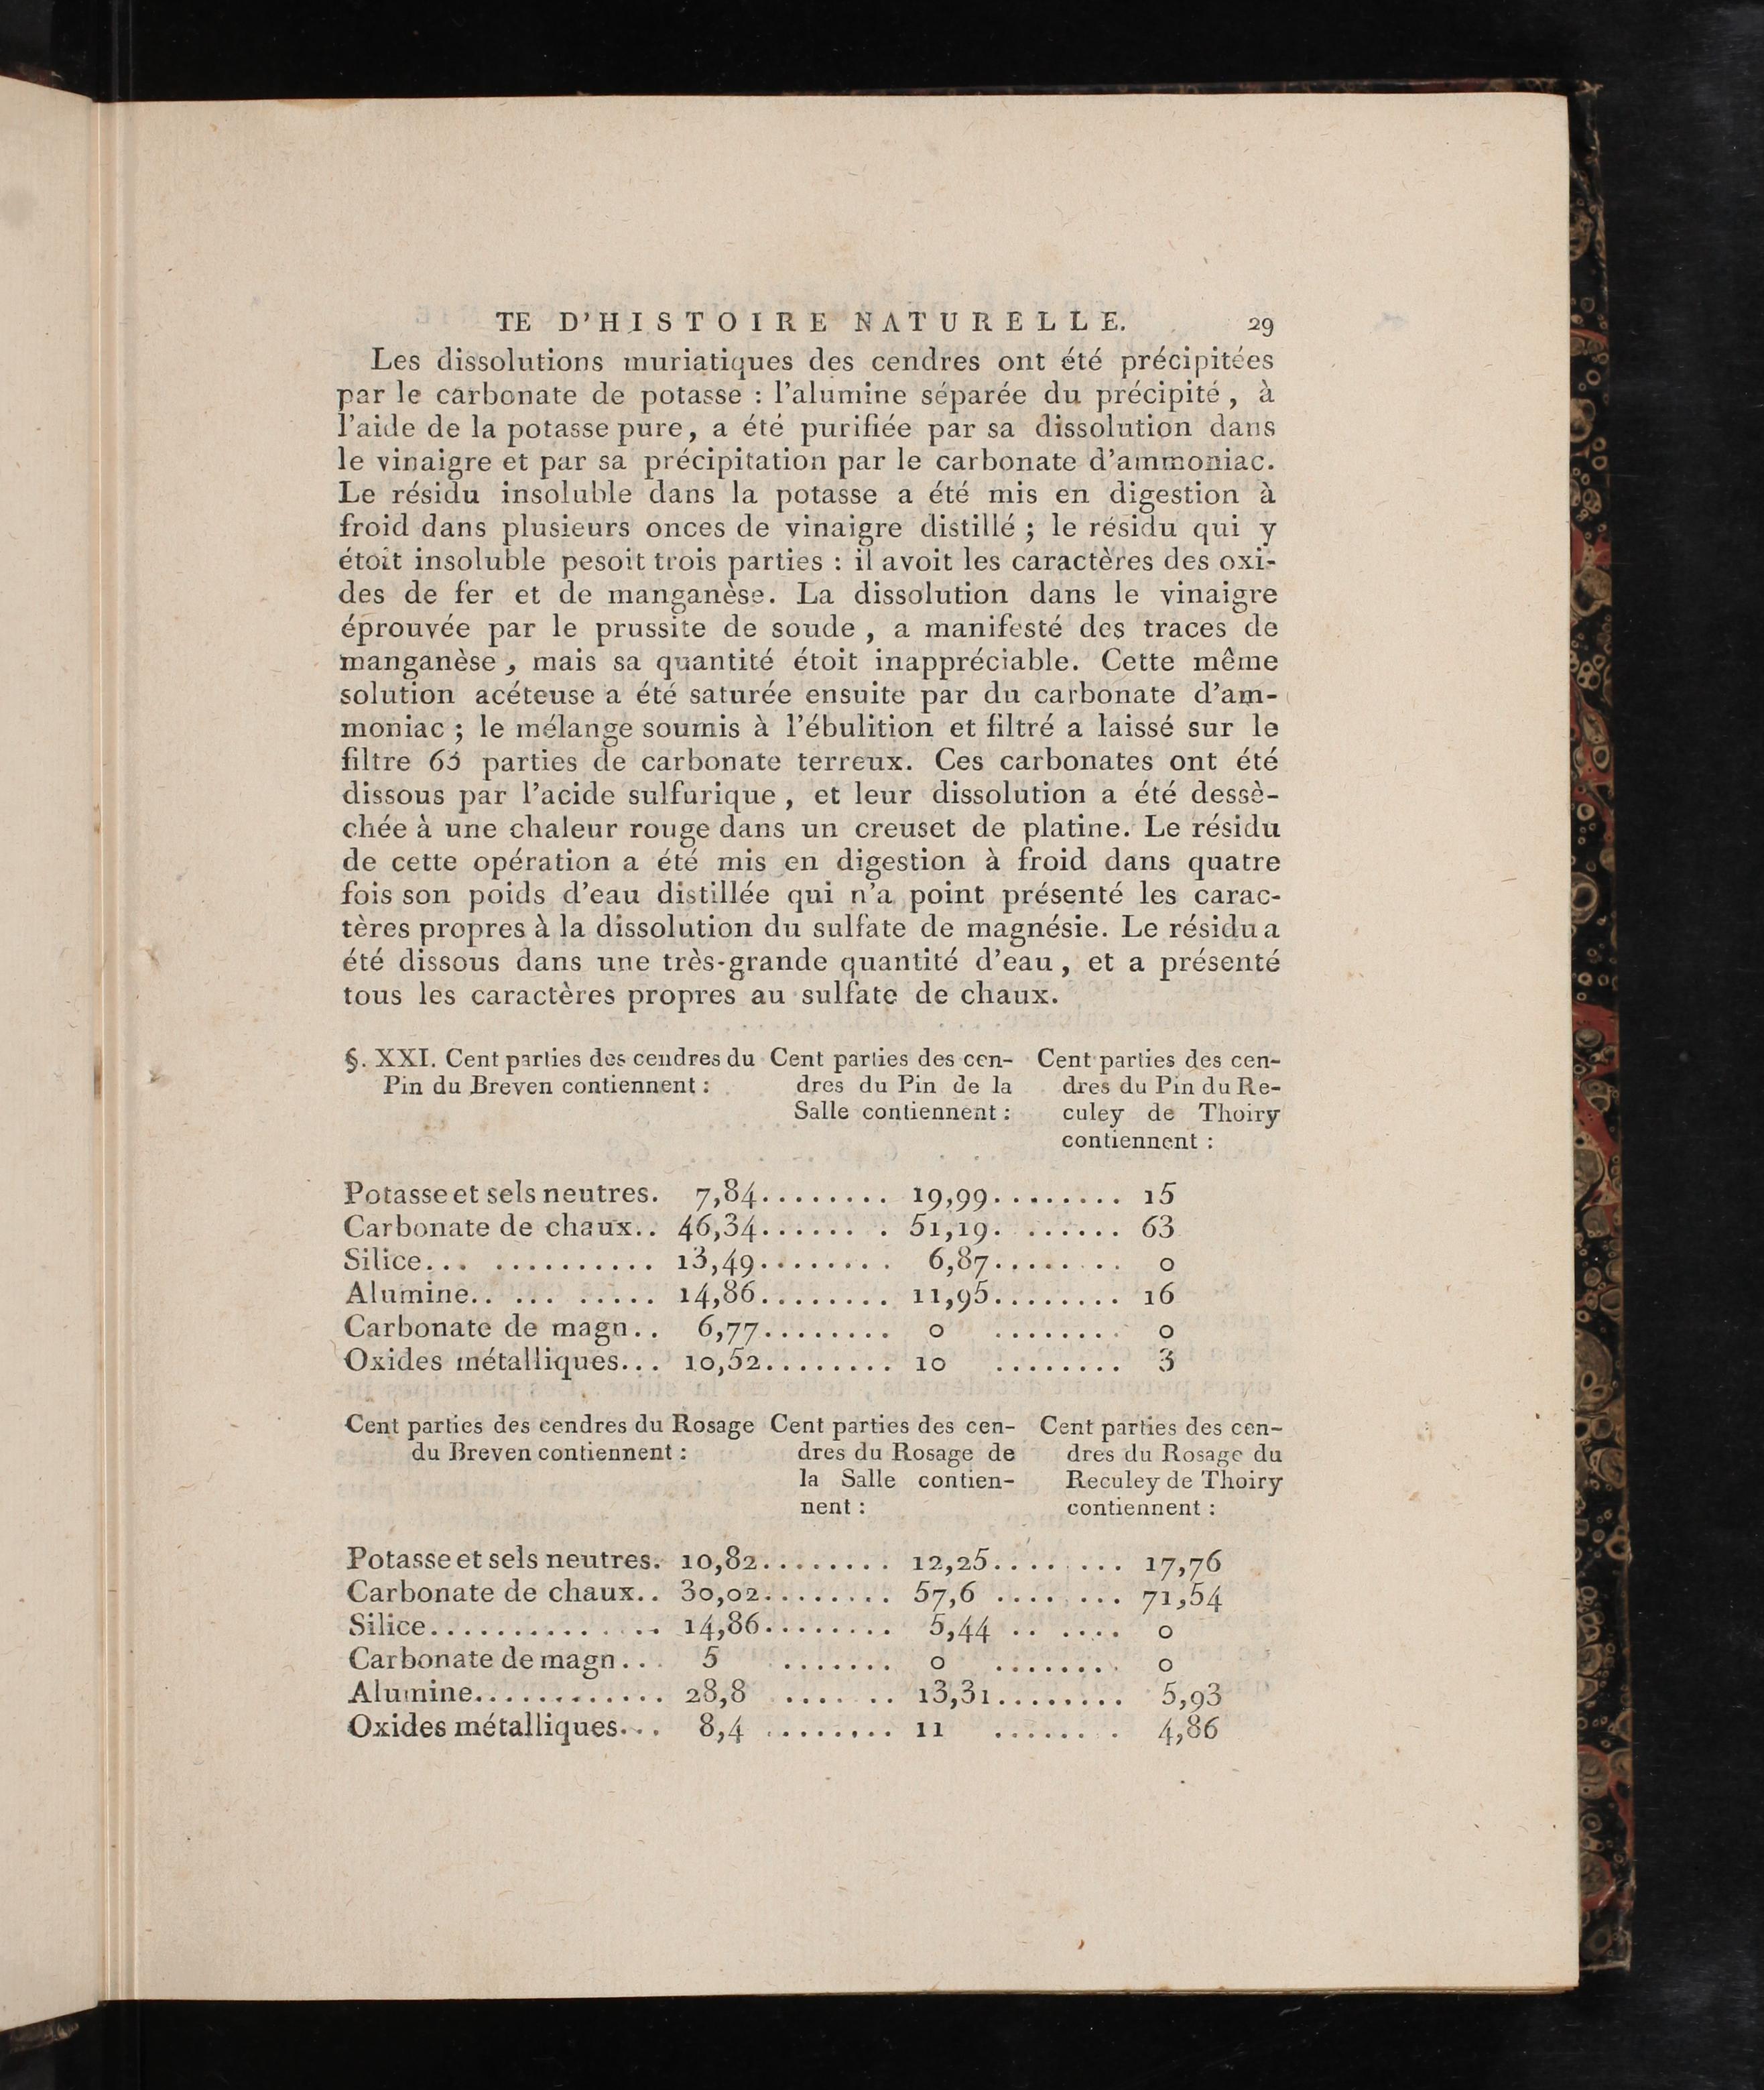 TE D'HISTOIRE NATURELLE. 29
Les dissolutions muriatiques des cendres ont été précipitées
par le carbonate de potasse : l'alumine séparée du précipité, à
l'aide de la potasse pure, a été purifiée par sa dissolution dans
le vinaigre et par sa précipitation par le carbonate d'ammoniac.
Le résidu insoluble dans la potasse a été mis en digestion à
froid dans plusieurs onces de vinaigre distillé ; le résidu qui y
étoit insoluble pesoit trois parties : il avoit les caractères des oxi-
des de fer et de manganèse. La dissolution dans le vinaigre
éprouvée par le prussite de soude, a manifesté des traces de
manganèse, mais sa quantité étoit inappréciable. Cette même
solution acéteuse a été saturée ensuite par du carbonate d'am-
moniac ; le mélange soumis à l'ébulition et filtré a laissé sur le
filtre 63 parties de carbonate terreux. Ces carbonates ont été
dissous par l'acide sulfurique, et leur dissolution a été dessè-
chée à une chaleur rouge dans un creuset de platine. Le résidu
de cette opération a été mis en digestion à froid dans quatre
fois son poids d'eau distillée qui n'a point présenté les carac-
tères propres à la dissolution du sulfate de magnésie. Le résidu a
été dissous dans une très-grande quantité d'eau, et a présenté
tous les caractères propres au sulfate de chaux.
§. XXI. Cent parties des cendres du Cent parties des cen- Cent parties des cen-
Pin du Breven contiennent : dres du Pin de la dres du Pin du Re-
Salle contiennent : culey de Thoiry
contiennent :
Potasse et sels neutres. 7,84........ 19,99........ 15
Carbonate de chaux.. 46,34....... . 51,19. ....... 63
Silice... .......... 13,49........ 6,87........ 0
Alumine.. ... ..... 14,86........ 11,95........ 16
Carbonate de magn.. 6,77........ 0 ........ 0
Oxides métalliques... 10,52........ 10 ........ 3
Cent parties des cendres du Rosage Cent parties des cen- Cent parties des cen-
du Breven contiennent : dres du Rosage de dres du Rosage du
la Salle contien- Reculey de Thoiry
nent : contiennent :
Potasse et sels neutres. 10,82........ 12,25........ 17,76
Carbonate de chaux.. 30,02........ 57,6 ........ 71,54
Silice.............. 14,86........ 5,44 .. .... 0
Carbonate de magn... 5 ........ 0 ........ 0
Alumine............ 28,8 ..... .. 13,31........ 5,93
Oxides métalliques... 8,4 ........ 11 ........ 4,86